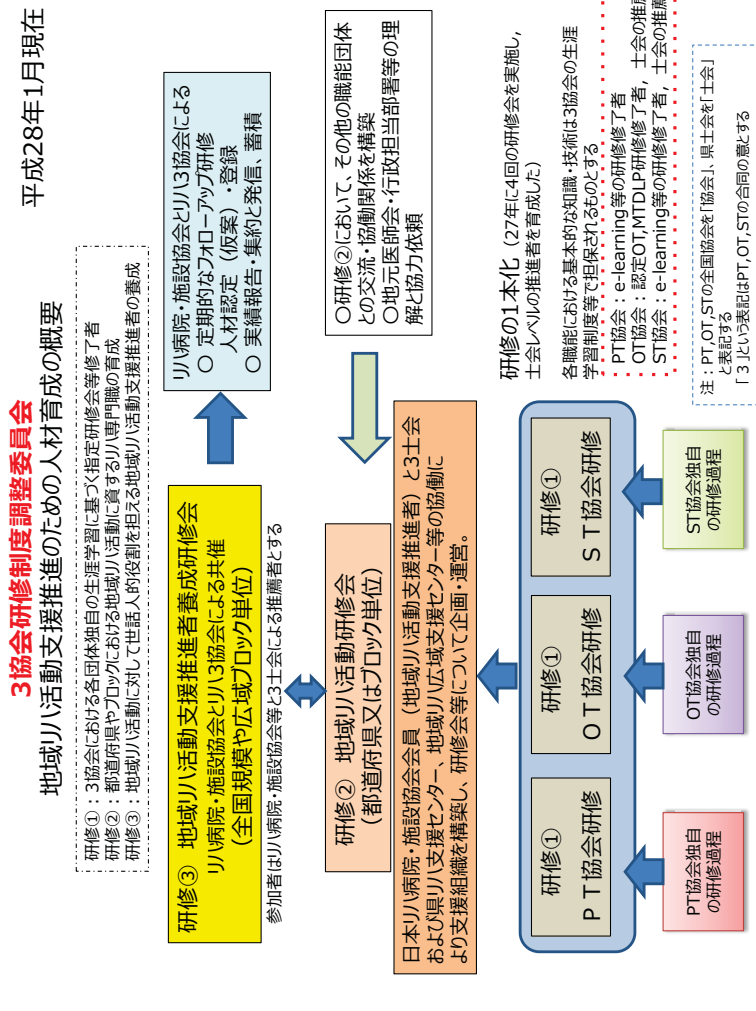 3協会研修制度調整委員会
地域リハ活動支援推進のための人材育成の概要
平成28年1月現在
研修①：3協会における各団体独自の生涯学習に基づく指定研修会等修了者
研修②：都道府県やブロックにおける地域リハ活動に資するリハ専門職の育成
研修③：地域リハ活動に対して世話人的役割を担える地域リハ活動支援推進者の養成
研修③　地域リハ活動支援推進者養成研修会
リハ病院・施設協会とリハ3協会による共催
（全国規模や広域ブロック単位）
参加者はリハ病院・施設協会等と3士会による推薦者とする
リハ病院・施設協会とリハ3協会による
○ 定期的なフォローアップ研修
人材認定（仮案）・登録
○ 実績報告・集約と発信、蓄積
研修②　地域リハ活動研修会
（都道府県又はブロック単位）
○研修②において、その他の職能団体
との交流・協働関係を構築
○地元医師会・行政担当部署等の理
解と協力依頼
日本リハ病院・施設協会会員（地域リハ活動支援推進者）と3士会
および県リハ支援センター、地域リハ広域支援センター等の協働に
より支援組織を構築し、研修会等について企画・運営。
研修の1本化（27年に4回の研修会を実施し,
士会レベルの推進者を育成した）
各職能における基本的な知識・技術は3協会の生涯
学習制度等で担保されるものとする
PT協会：e-learning等の研修修了者
OT協会：認定OT,MTDLP研修修了者，士会の推薦
ST協会：e-learning等の研修修了者，士会の推薦
研修①
ＰＴ協会研修
研修①
ＯＴ協会研修
研修①
ＳＴ協会研修
PT協会独自
の研修過程
OT協会独自
の研修過程
ST協会独自
の研修過程
注：PT,OT,STの全国協会を「協会」、県士会を「士会」
と表記する
「３」という表記はPT,OT,STの合同の意とする